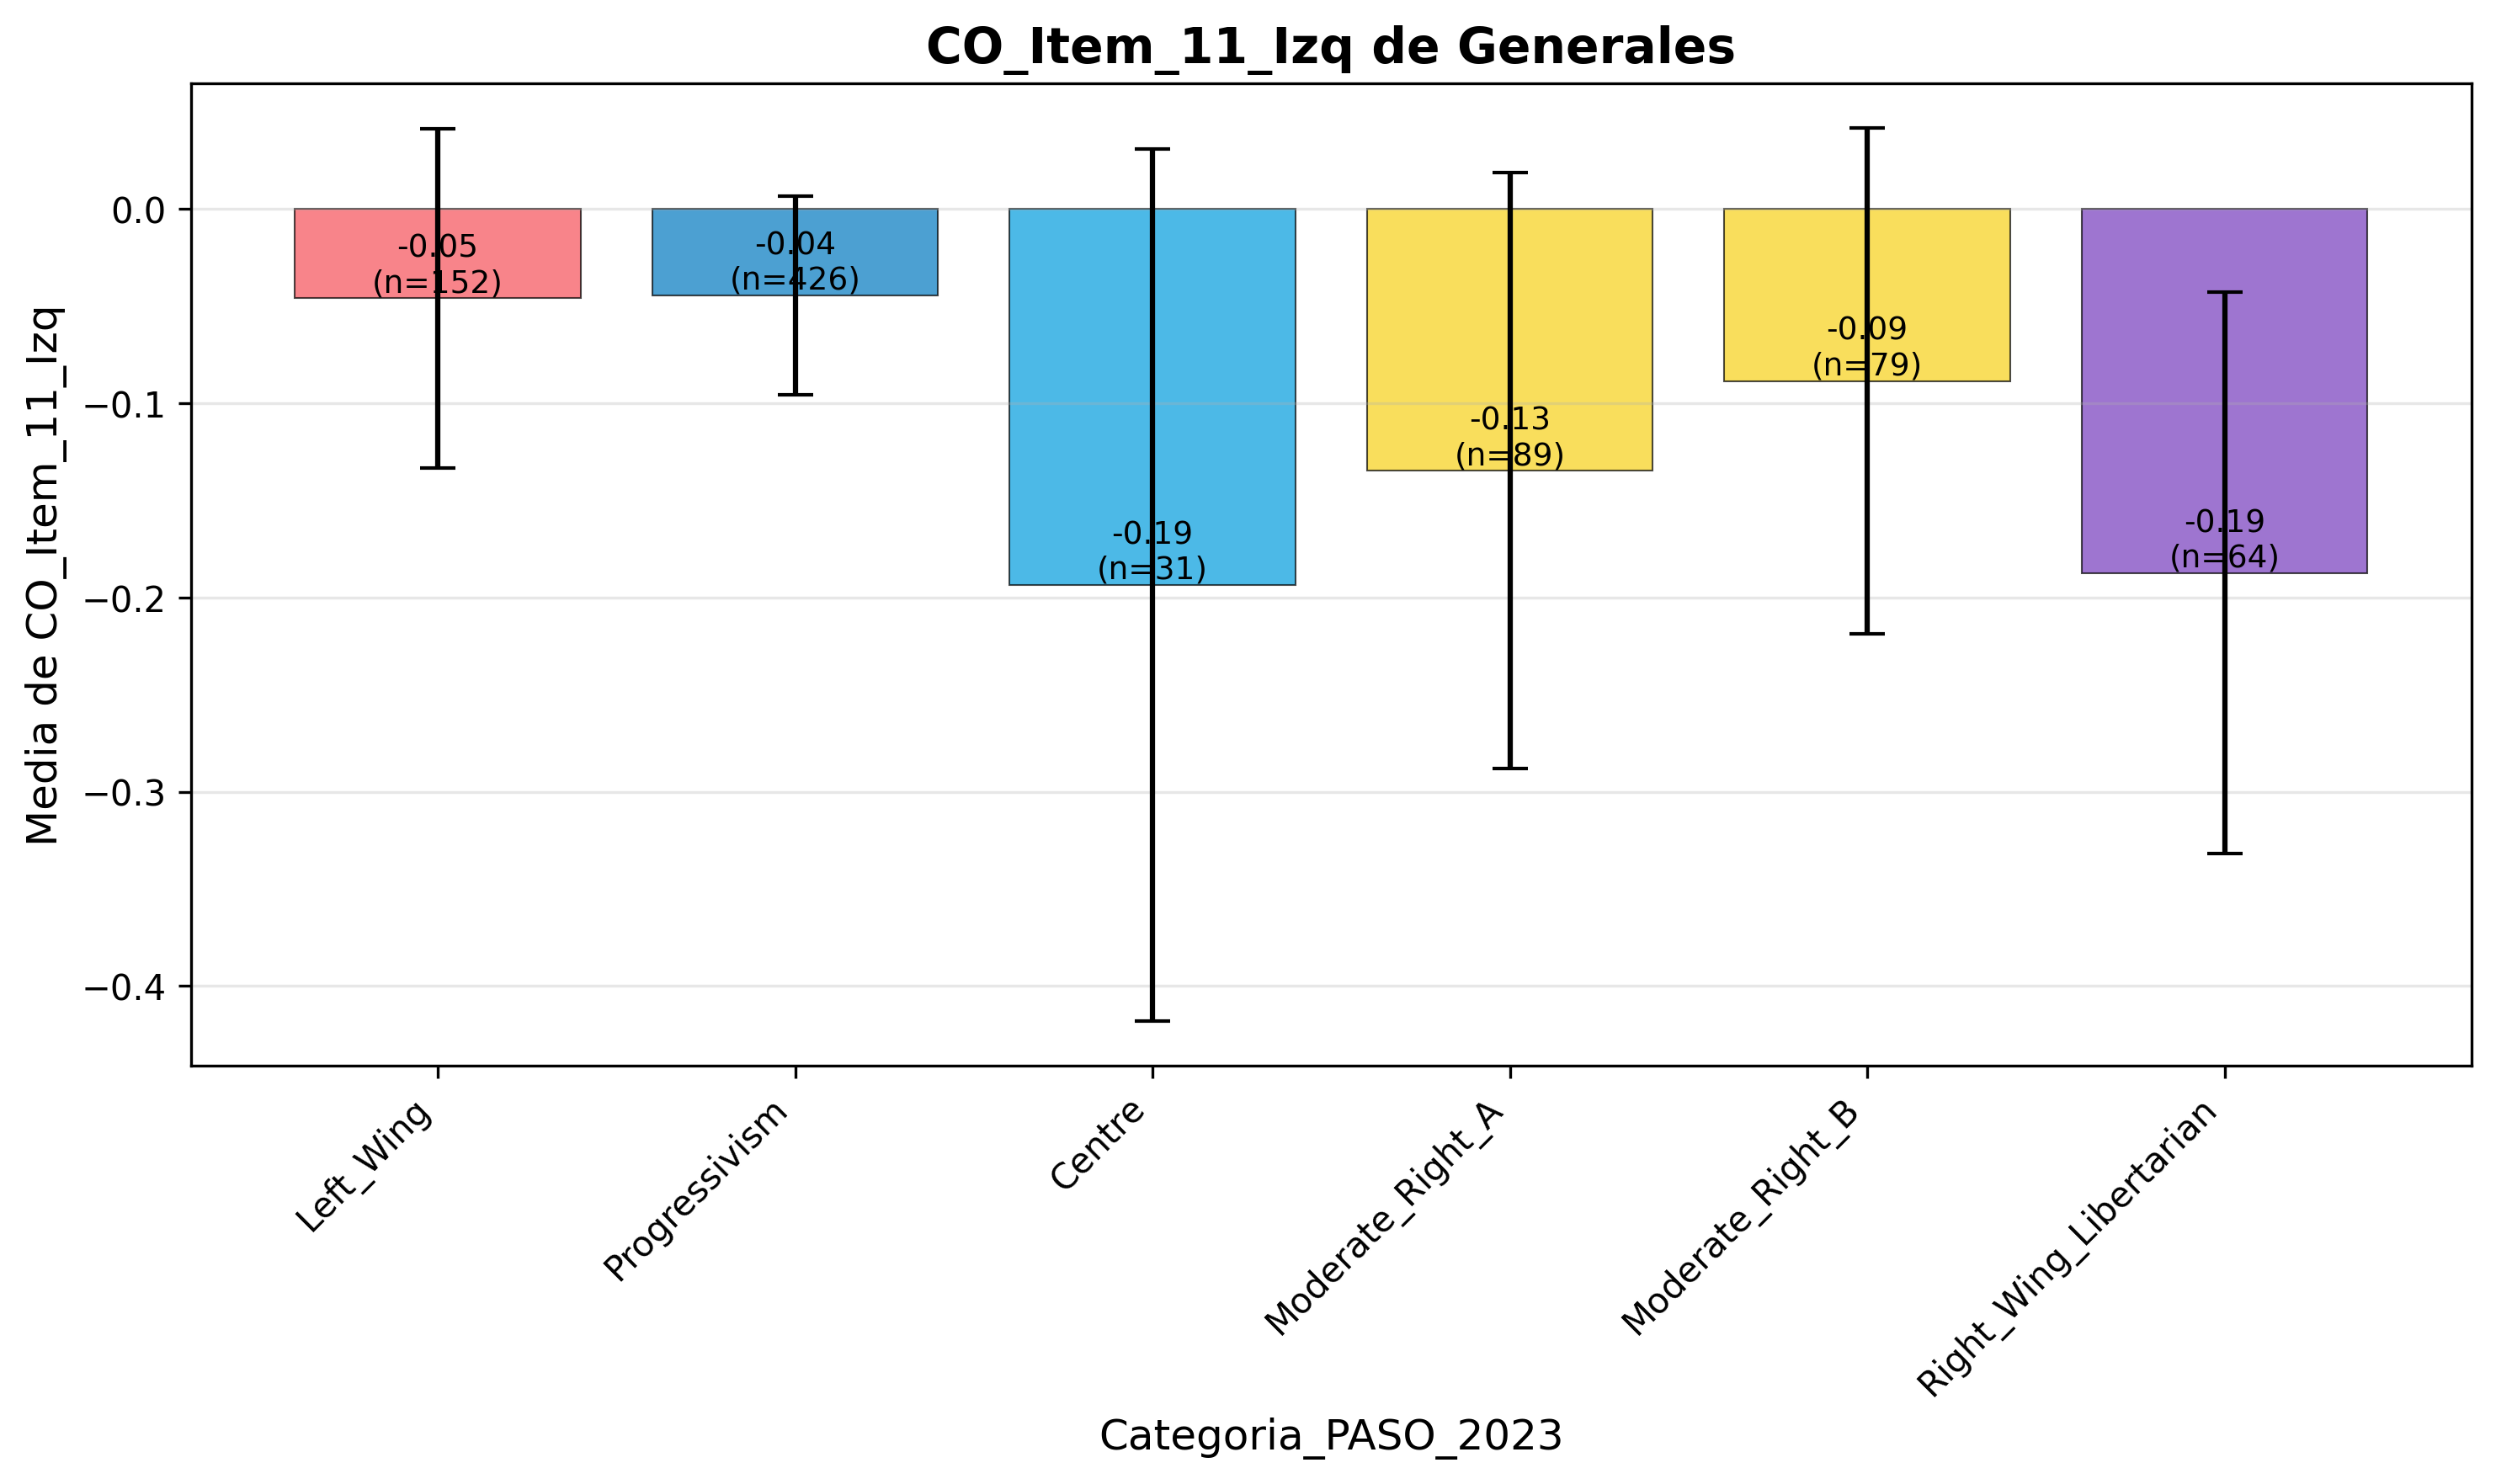 CO_Item_11_Izq de Generales
Media de CO_Item_11_Izq
0.0
−0.1
−0.2
−0.3
−0.4
-0.05
(n=152)
-0.04
(n=426)
-0.19
(n=31)
-0.13
(n=89)
-0.09
(n=79)
-0.19
(n=64)
Left_Wing
Progressivism
Centre
Moderate_Right_A
Moderate_Right_B
Right_Wing_Libertarian
Categoria_PASO_2023